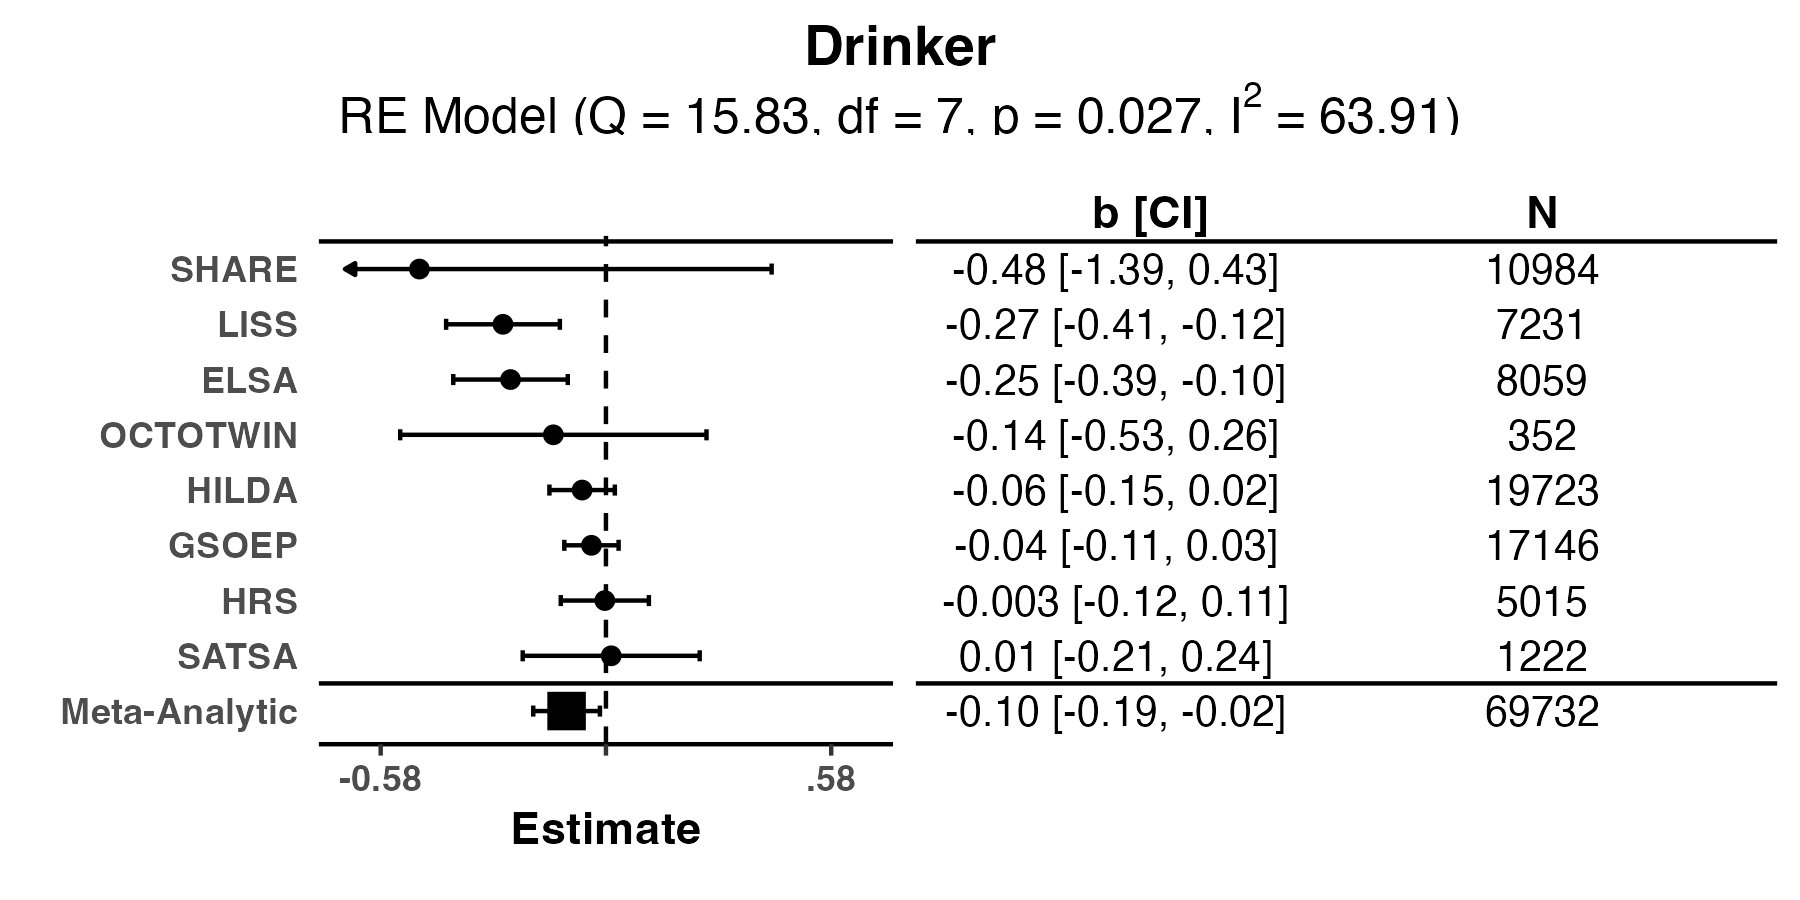 Drinker
RE Model (Q = 15.83, df = 7, p = 0.027, I² = 63.91)
b [CI] N
SHARE -0.48 [-1.39, 0.43] 10984
LISS -0.27 [-0.41, -0.12] 7231
ELSA -0.25 [-0.39, -0.10] 8059
OCTOTWIN -0.14 [-0.53, 0.26] 352
HILDA -0.06 [-0.15, 0.02] 19723
GSOEP -0.04 [-0.11, 0.03] 17146
HRS -0.003 [-0.12, 0.11] 5015
SATSA 0.01 [-0.21, 0.24] 1222
Meta-Analytic -0.10 [-0.19, -0.02] 69732
-0.58 .58
Estimate